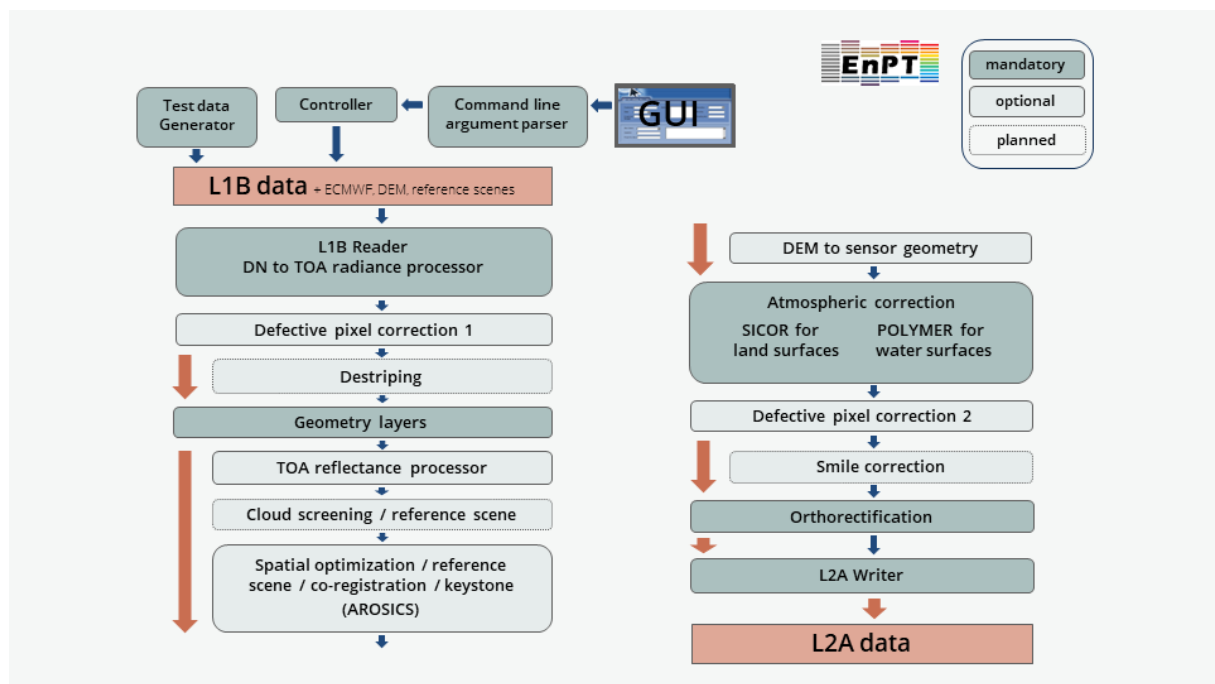 EnPT
mandatory
optional
planned
Test data
Generator
Controller
Command line
argument parser
GUI
L1B data + ECMWF, DEM, reference scenes
L1B Reader
DN to TOA radiance processor
Defective pixel correction 1
Destriping
Geometry layers
TOA reflectance processor
Cloud screening / reference scene
Spatial optimization / reference
scene / co-registration / keystone
(AROSICS)
DEM to sensor geometry
Atmospheric correction
SICOR for
land surfaces
POLYMER for
water surfaces
Defective pixel correction 2
Smile correction
Orthorectification
L2A Writer
L2A data